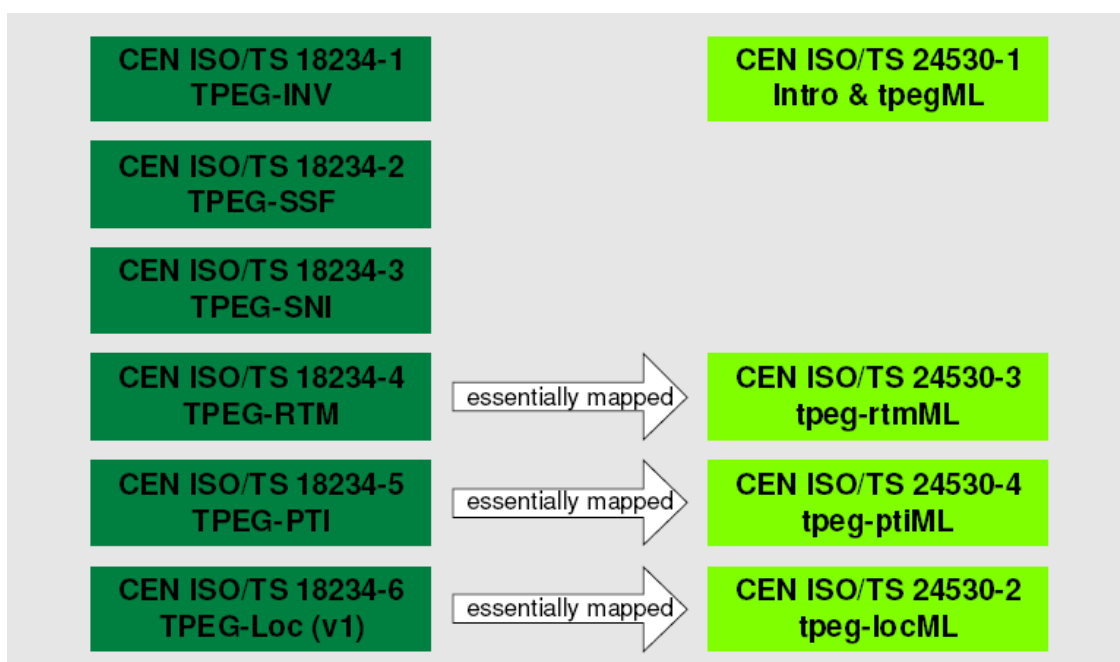 CEN ISO/TS 18234-1
TPEG-INV
CEN ISO/TS 24530-1
Intro & tpegML
CEN ISO/TS 18234-2
TPEG-SSF
CEN ISO/TS 18234-3
TPEG-SNI
CEN ISO/TS 18234-4
TPEG-RTM
essentially mapped
CEN ISO/TS 24530-3
tpeg-rtmML
CEN ISO/TS 18234-5
TPEG-PTI
essentially mapped
CEN ISO/TS 24530-4
tpeg-ptiML
CEN ISO/TS 18234-6
TPEG-Loc (v1)
essentially mapped
CEN ISO/TS 24530-2
tpeg-locML